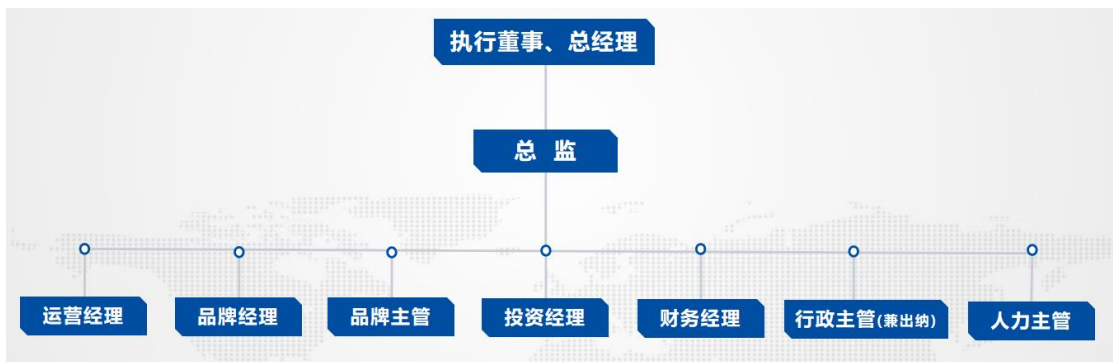 执行董事、总经理
总 监
运营经理
品牌经理
品牌主管
投资经理
财务经理
行政主管(兼出纳)
人力主管